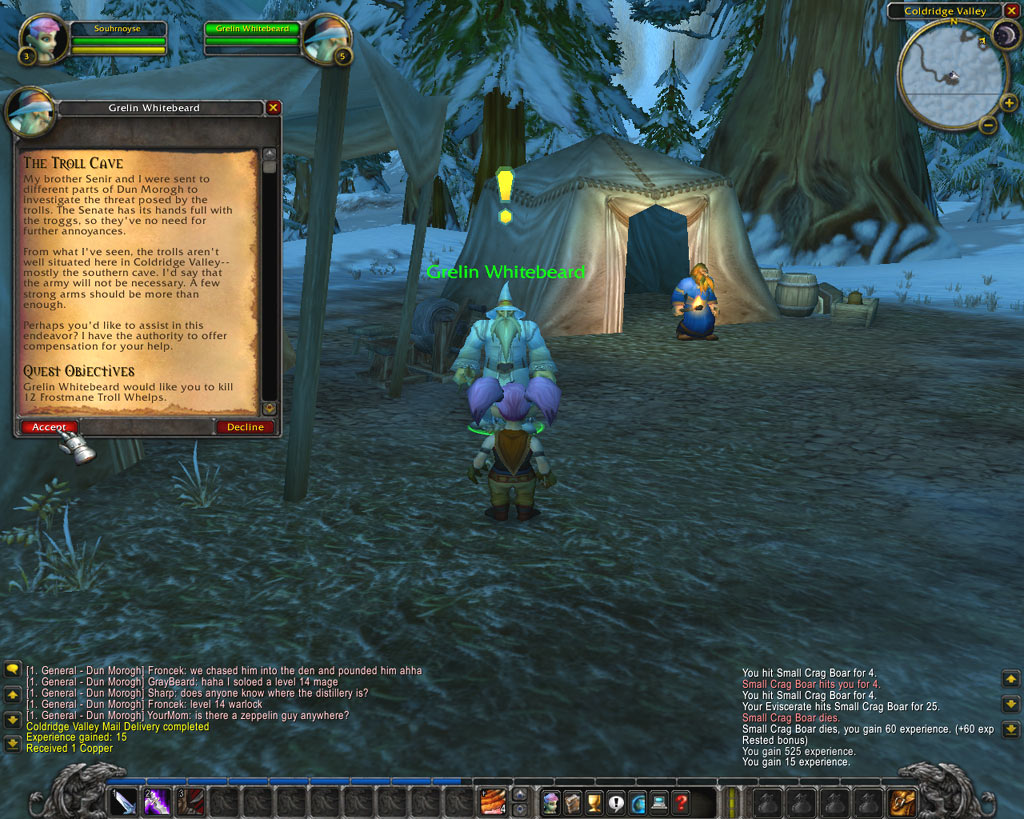 Souhrnoyse
3
Grelin Whitebeard
5
Coldridge Valley
N
Grelin Whitebeard
The Troll Cave
My brother Senir and I were sent to
different parts of Dun Morogh to
investigate the threat posed by the
trolls. The Senate has its hands full with
the troggs, so they've no need for
further annoyances.
From what I've seen, the trolls aren't
well situated here in Coldridge Valley--
mostly the southern cave. I'd say that
the army will not be necessary. A few
strong arms should be more than
enough.
Perhaps you'd like to assist in this
endeavor? I have the authority to offer
compensation for your help.
Quest Objectives
Grelin Whitebeard would like you to kill
12 Frostmane Troll Whelps.
Accept
Decline
!
Grelin Whitebeard
[1. General - Dun Morogh] Froncek: we chased him into the den and pounded him ahha
[1. General - Dun Morogh] GrayBeard: haha I soloed a level 14 mage
[1. General - Dun Morogh] Sharp: does anyone know where the distillery is?
[1. General - Dun Morogh] Froncek: level 14 warlock
[1. General - Dun Morogh] YourMom: is there a zeppelin guy anywhere?
Coldridge Valley Mail Delivery completed
Experience gained: 15
Received 1 Copper
You hit Small Crag Boar for 4.
Small Crag Boar hits you for 4.
You hit Small Crag Boar for 4.
Your Eviscerate hits Small Crag Boar for 25.
Small Crag Boar dies.
Small Crag Boar dies, you gain 60 experience. (+60 exp
Rested bonus)
You gain 525 experience.
You gain 15 experience.
2
3